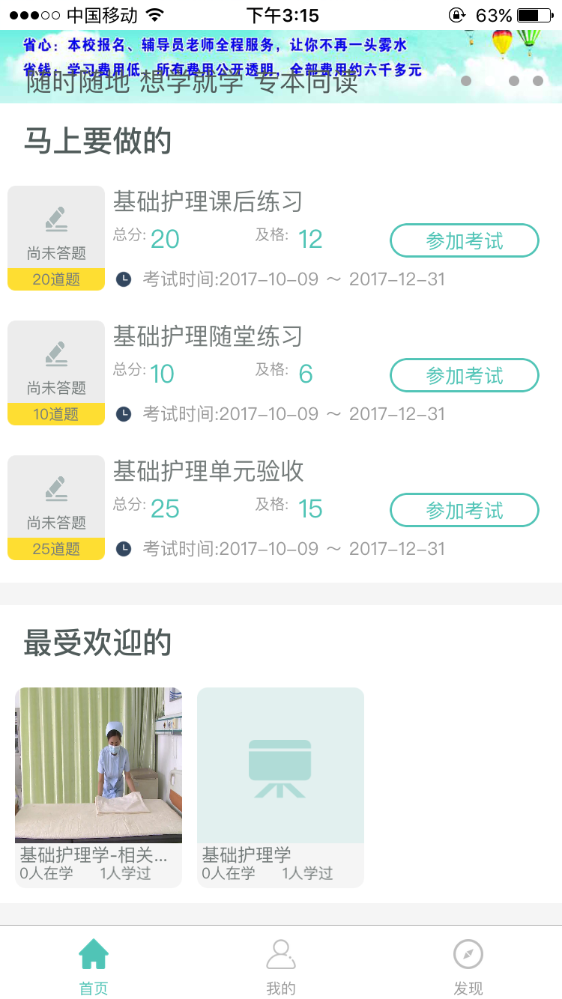 中国移动 下午3:15 63%
省心：本校报名、辅导员老师全程服务，让你不再一头雾水
省钱：学习费用低，所有费用公开透明，全部费用约六千多元
随时随地 想学就学 专本同读
马上要做的
基础护理课后练习
总分: 20 及格: 12 参加考试
尚未答题
20道题
考试时间:2017-10-09 ～ 2017-12-31
基础护理随堂练习
总分: 10 及格: 6 参加考试
尚未答题
10道题
考试时间:2017-10-09 ～ 2017-12-31
基础护理单元验收
总分: 25 及格: 15 参加考试
尚未答题
25道题
考试时间:2017-10-09 ～ 2017-12-31
最受欢迎的
基础护理学-相关... 基础护理学
0人在学 1人学过 0人在学 1人学过
首页 我的 发现